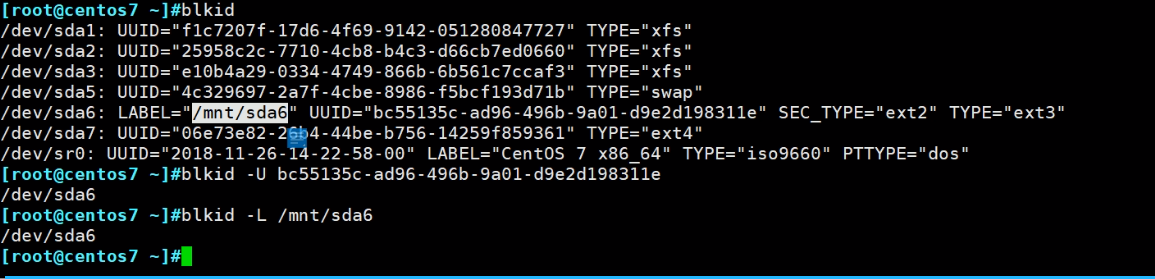 [root@centos7 ~]#blkid
/dev/sda1: UUID="f1c7207f-17d6-4f69-9142-051280847727" TYPE="xfs"
/dev/sda2: UUID="25958c2c-7710-4cb8-b4c3-d66cb7ed0660" TYPE="xfs"
/dev/sda3: UUID="e10b4a29-0334-4749-866b-6b561c7ccaf3" TYPE="xfs"
/dev/sda5: UUID="4c329697-2a7f-4cbe-8986-f5bcf193d71b" TYPE="swap"
/dev/sda6: LABEL="/mnt/sda6" UUID="bc55135c-ad96-496b-9a01-d9e2d198311e" SEC_TYPE="ext2" TYPE="ext3"
/dev/sda7: UUID="06e73e82-26b4-44be-b756-14259f859361" TYPE="ext4"
/dev/sr0: UUID="2018-11-26-14-22-58-00" LABEL="CentOS 7 x86_64" TYPE="iso9660" PTTYPE="dos"
[root@centos7 ~]#blkid -U bc55135c-ad96-496b-9a01-d9e2d198311e
/dev/sda6
[root@centos7 ~]#blkid -L /mnt/sda6
/dev/sda6
[root@centos7 ~]#